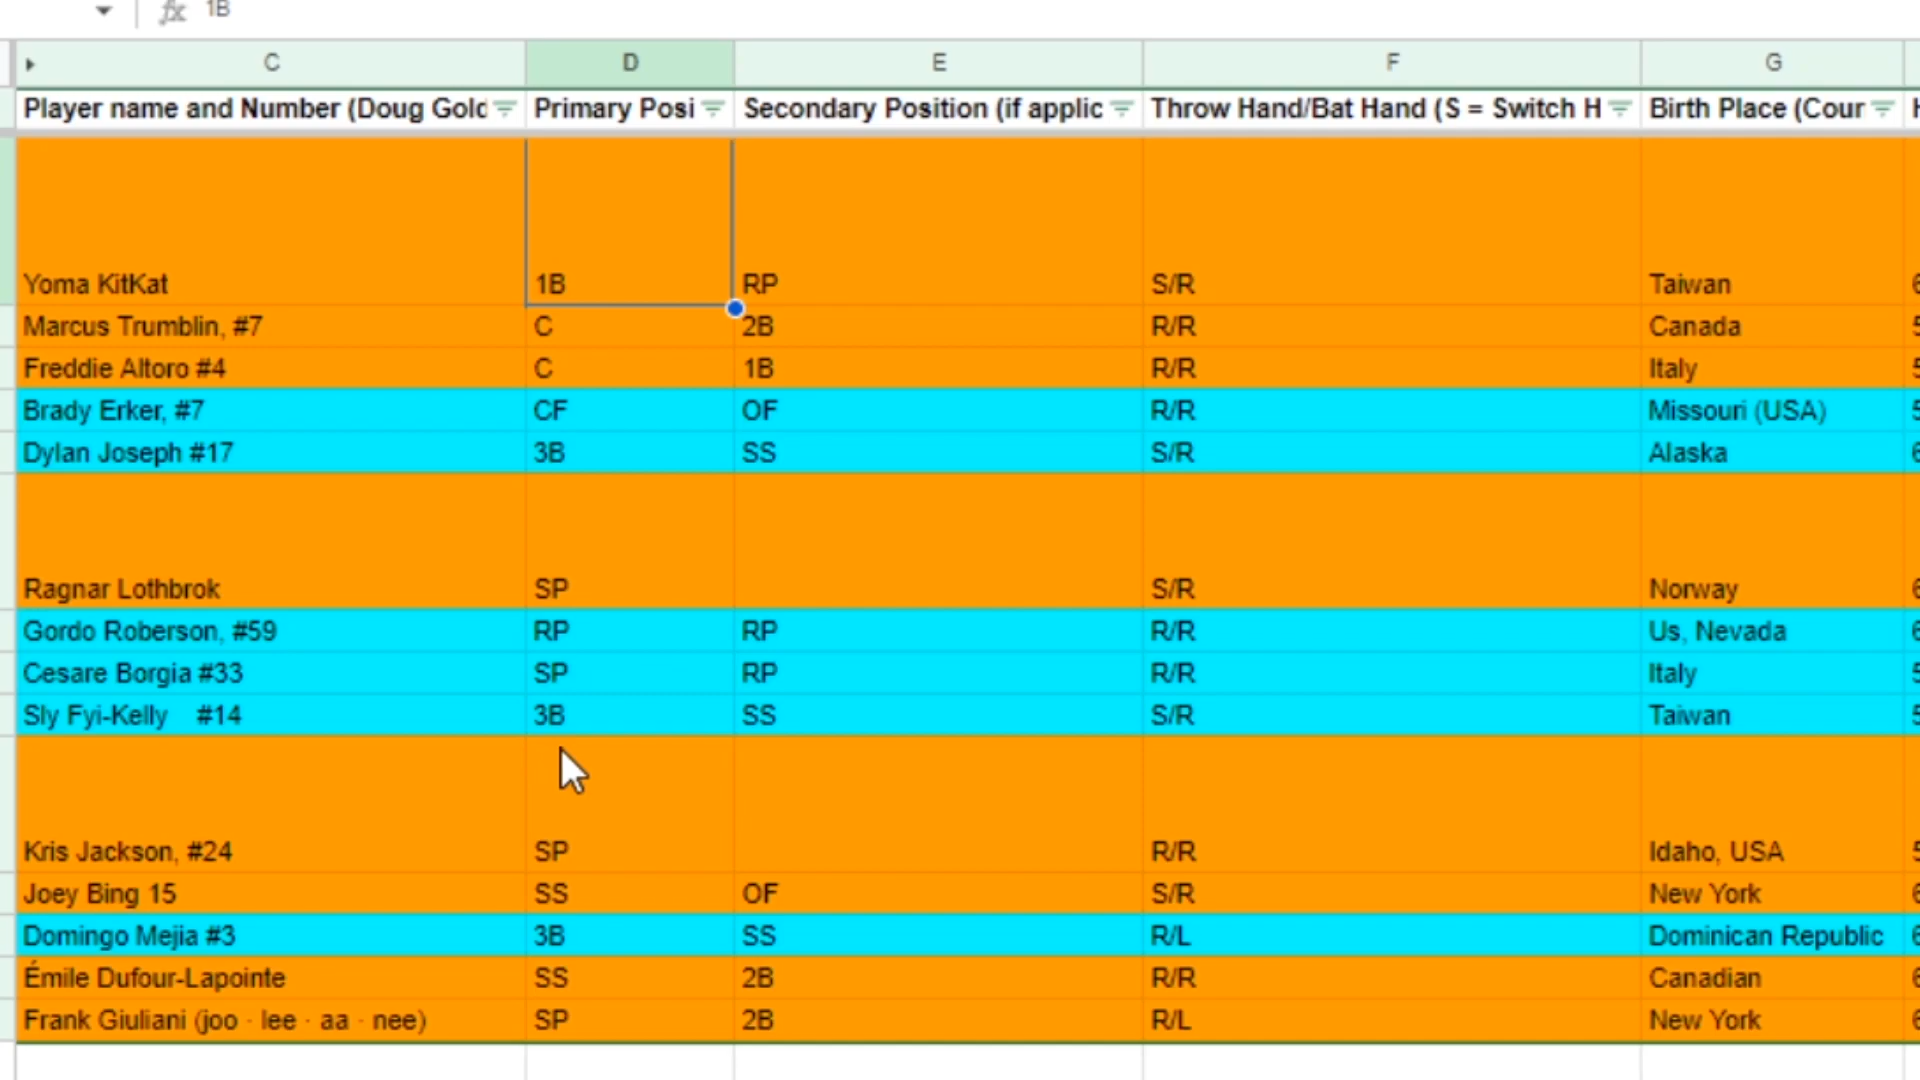 fx 1B
C D E F G
Player name and Number (Doug Gold Primary Posi Secondary Position (if applic Throw Hand/Bat Hand (S = Switch H Birth Place (Cour
Yoma KitKat 1B RP S/R Taiwan
Marcus Trumblin, #7 C 2B R/R Canada
Freddie Altoro #4 C 1B R/R Italy
Brady Erker, #7 CF OF R/R Missouri (USA)
Dylan Joseph #17 3B SS S/R Alaska
Ragnar Lothbrok SP S/R Norway
Gordo Roberson, #59 RP RP R/R Us, Nevada
Cesare Borgia #33 SP RP R/R Italy
Sly Fyi-Kelly #14 3B SS S/R Taiwan
Kris Jackson, #24 SP R/R Idaho, USA
Joey Bing 15 SS OF S/R New York
Domingo Mejia #3 3B SS R/L Dominican Republic
Émile Dufour-Lapointe SS 2B R/R Canadian
Frank Giuliani (joo · lee · aa · nee) SP 2B R/L New York